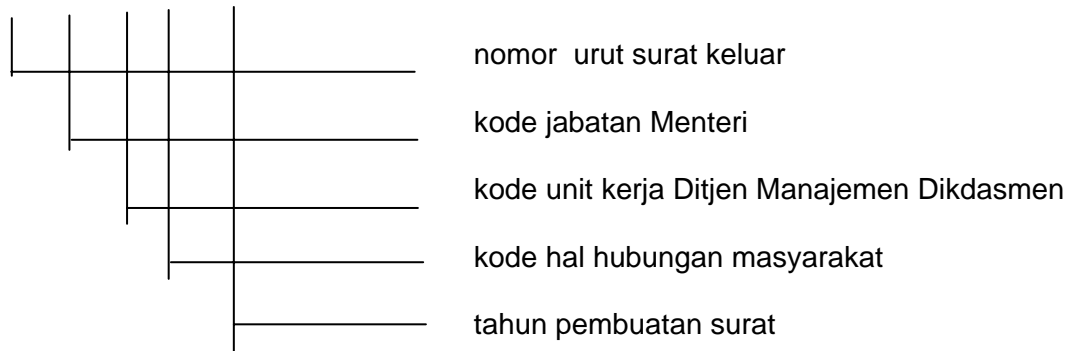 nomor urut surat keluar
kode jabatan Menteri
kode unit kerja Ditjen Manajemen Dikdasmen
kode hal hubungan masyarakat
tahun pembuatan surat